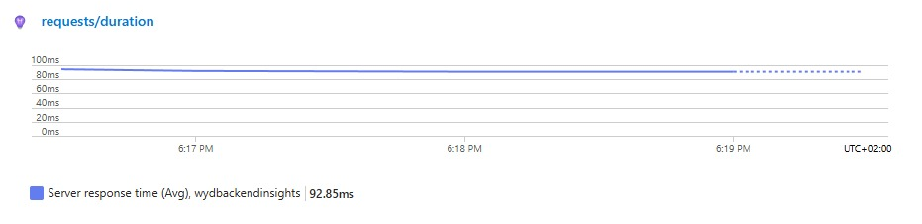 requests/duration
100ms
80ms
60ms
40ms
20ms
0ms
6:17 PM 6:18 PM 6:19 PM UTC+02:00
Server response time (Avg), wydbackendinsights 92.85ms